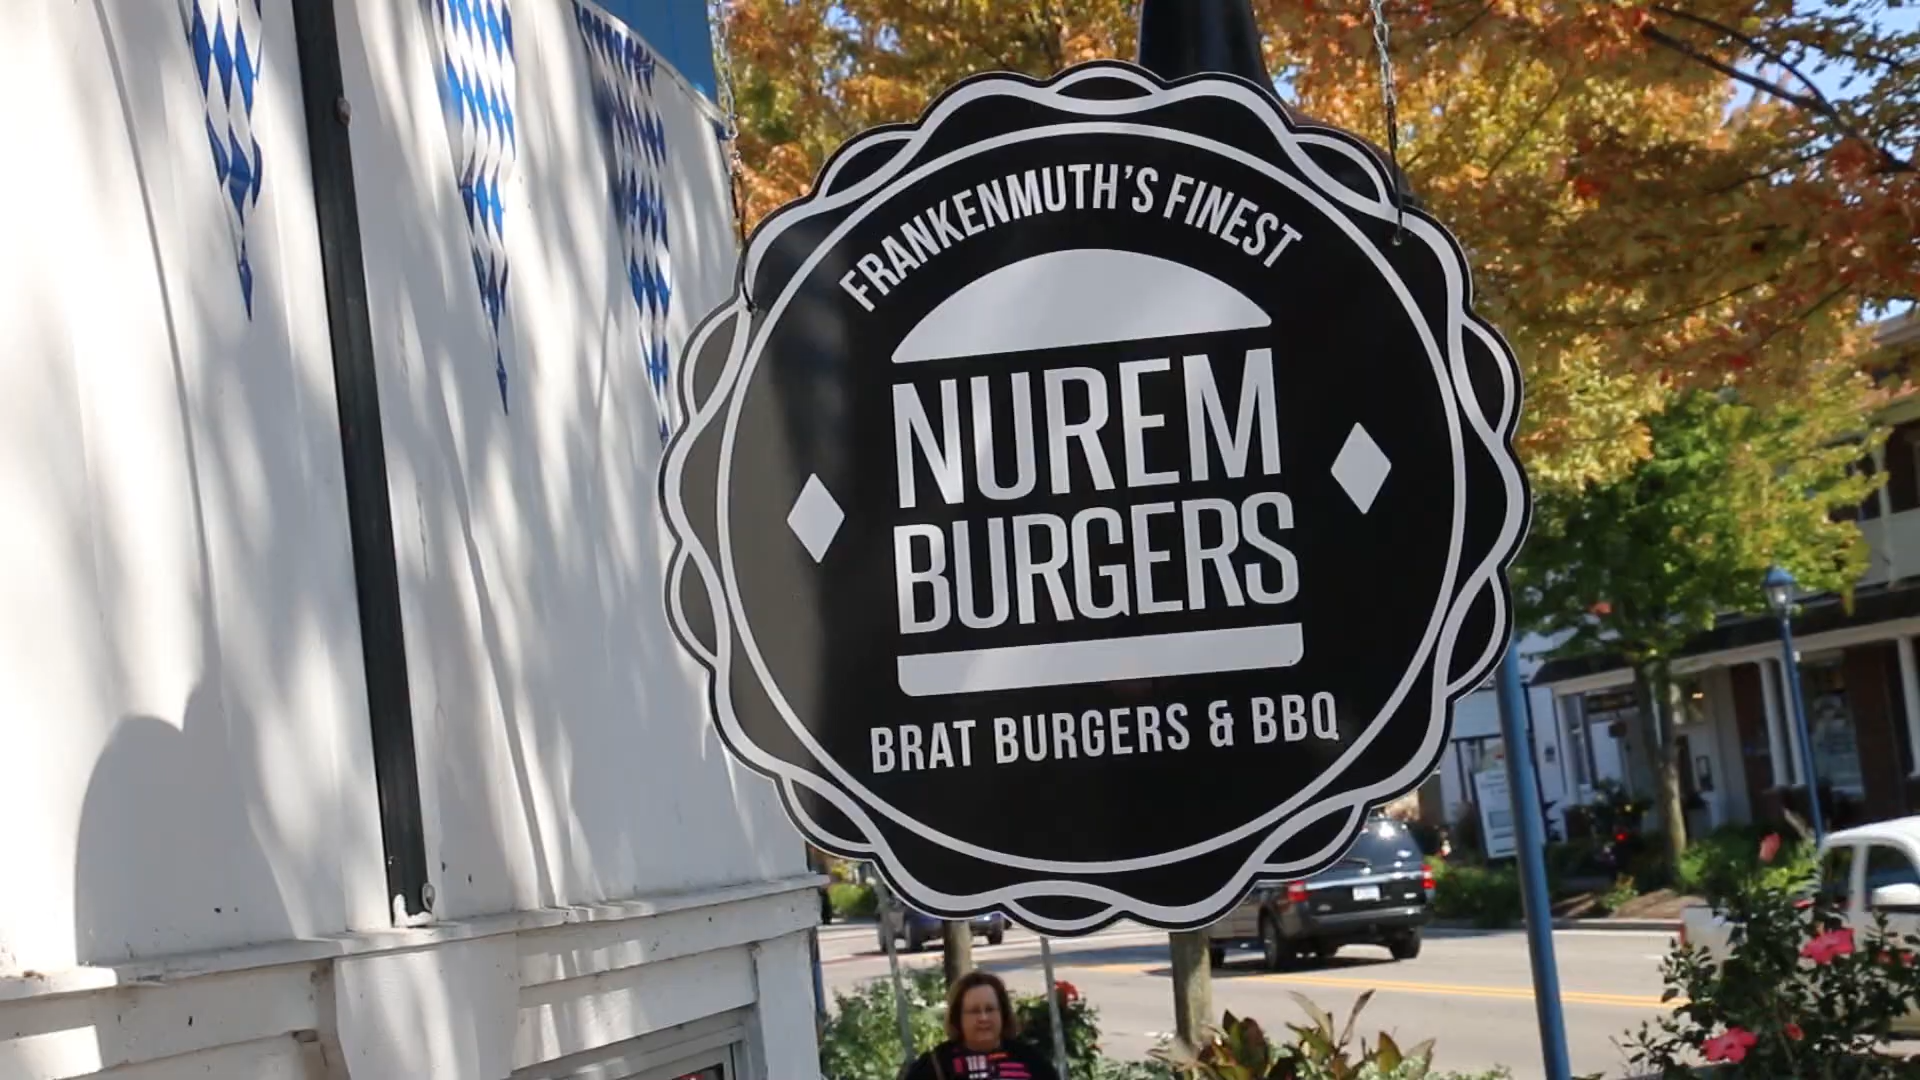 FRANKENMUTH'S FINEST
NUREM
BURGERS
BRAT BURGERS & BBQ